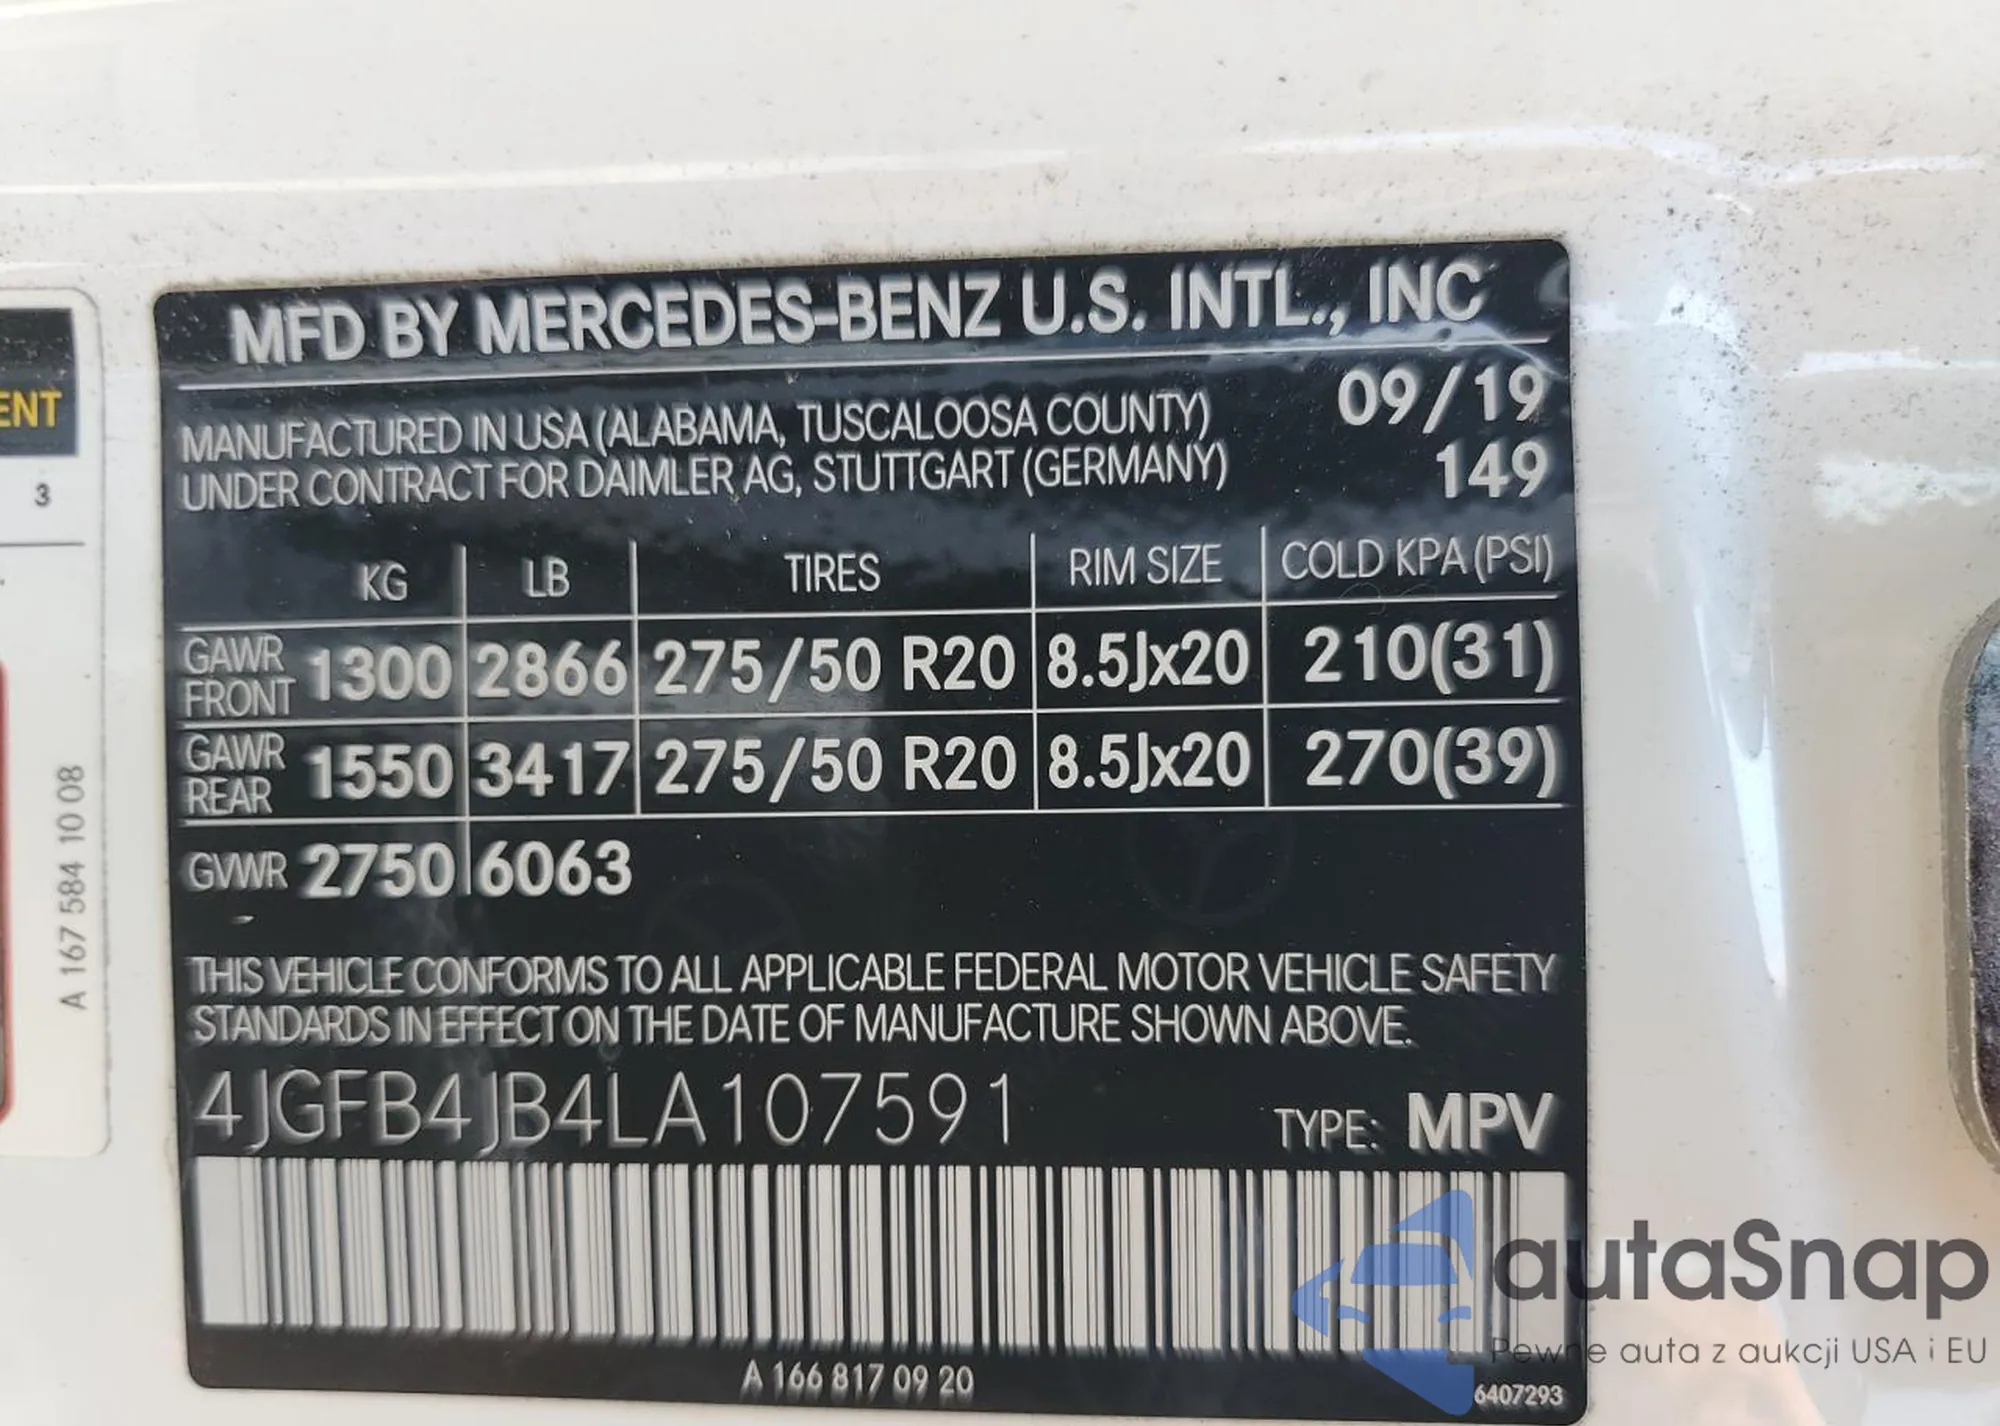 MFD BY MERCEDES-BENZ U.S. INTL., INC
MANUFACTURED IN USA (ALABAMA, TUSCALOOSA COUNTY) 09/19
UNDER CONTRACT FOR DAIMLER AG, STUTTGART (GERMANY) 149
KG LB TIRES RIM SIZE COLD KPA (PSI)
GAWR FRONT 1300 2866 275/50 R20 8.5Jx20 210(31)
GAWR REAR 1550 3417 275/50 R20 8.5Jx20 270(39)
GVWR 2750 6063
THIS VEHICLE CONFORMS TO ALL APPLICABLE FEDERAL MOTOR VEHICLE SAFETY
STANDARDS IN EFFECT ON THE DATE OF MANUFACTURE SHOWN ABOVE.
4JGFB4JB4LA107591 TYPE: MPV
A 166 817 09 20
6407293
ENT
3
A 167 584 10 08
autaSnap
Pewne auta z aukcji USA i EU